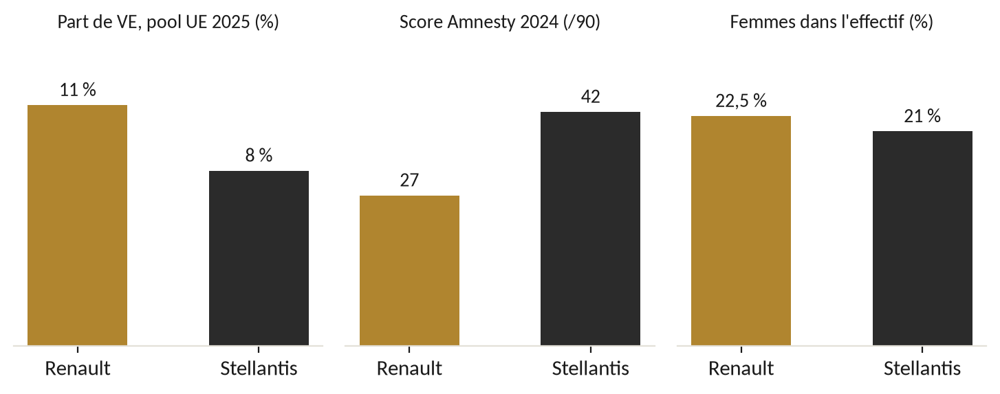 Part de VE, pool UE 2025 (%)
11 %
8 %
Renault
Stellantis
Score Amnesty 2024 (/90)
27
42
Renault
Stellantis
Femmes dans l'effectif (%)
22,5 %
21 %
Renault
Stellantis